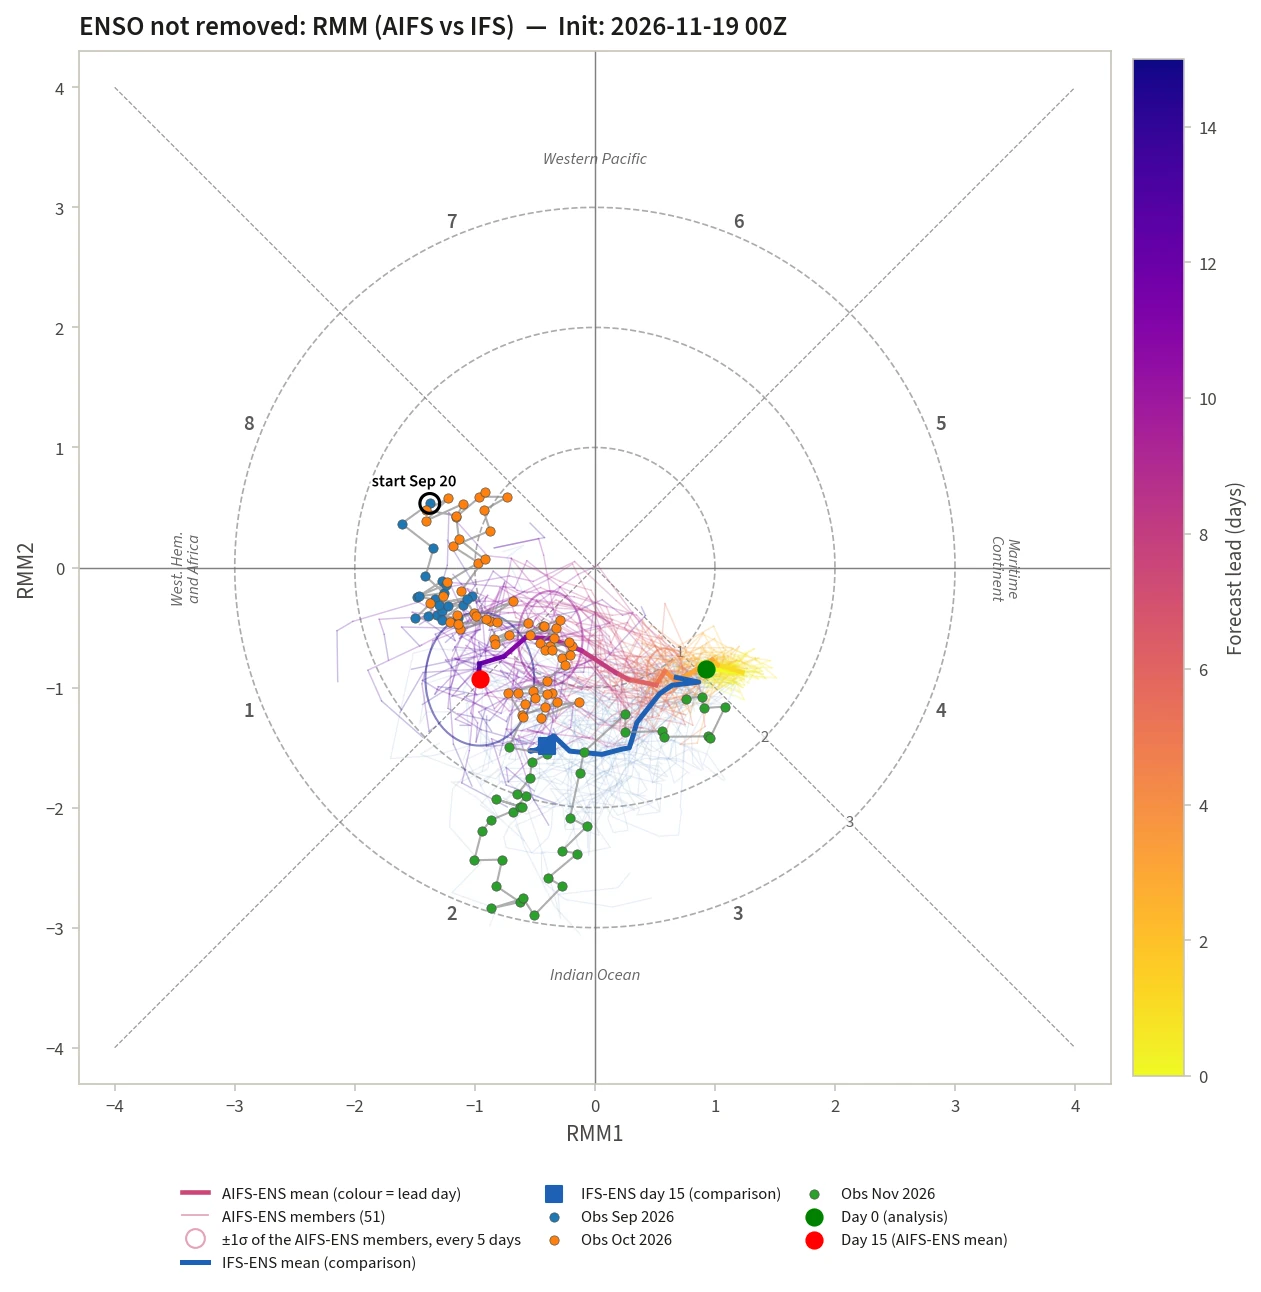 ENSO not removed: RMM (AIFS vs IFS) — Init: 2026-11-19 00Z
RMM2
4
3
2
1
0
−1
−2
−3
−4
−4
−3
−2
−1
0
1
2
3
4
RMM1
Western Pacific
7
6
8
5
start Sep 20
West. Hem.
and Africa
Maritime
Continent
1
1
4
2
3
2
3
Indian Ocean
14
12
10
8
6
4
2
0
Forecast lead (days)
AIFS-ENS mean (colour = lead day)
AIFS-ENS members (51)
±1σ of the AIFS-ENS members, every 5 days
IFS-ENS mean (comparison)
IFS-ENS day 15 (comparison)
Obs Sep 2026
Obs Oct 2026
Obs Nov 2026
Day 0 (analysis)
Day 15 (AIFS-ENS mean)